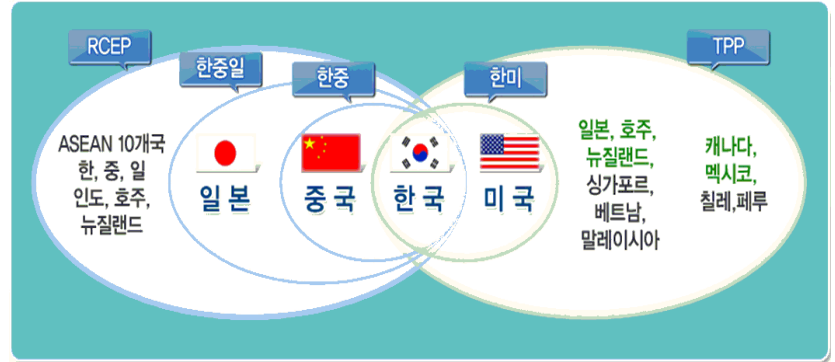 RCEP
한중일
한중
한미
TPP
ASEAN 10개국
한, 중, 일
인도, 호주,
뉴질랜드
일본
중국
한국
미국
일본, 호주,
뉴질랜드,
싱가포르,
베트남,
말레이시아
캐나다,
멕시코,
칠레,페루